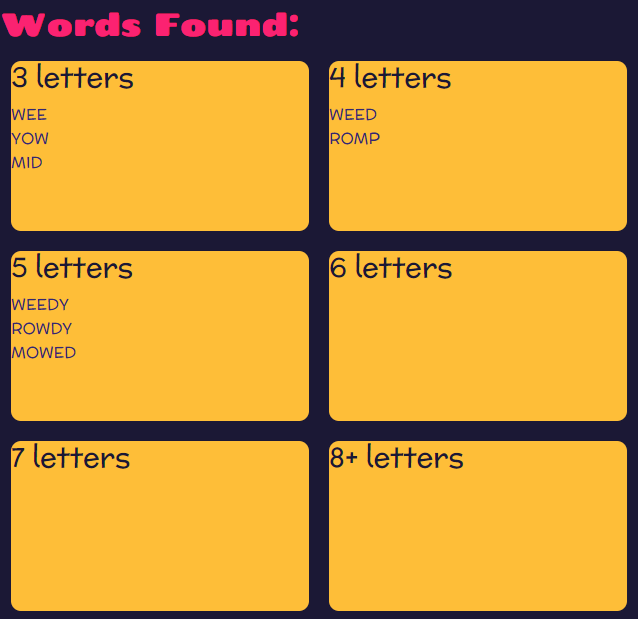 Words Found:
3 letters
WEE
YOW
MID
4 letters
WEED
ROMP
5 letters
WEEDY
ROWDY
MOWED
6 letters
7 letters
8+ letters